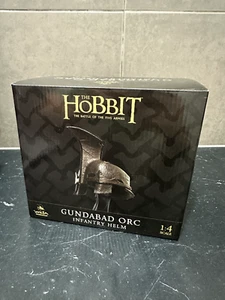 THE
HOBBIT
THE BATTLE OF THE FIVE ARMIES
GUNDABAD ORC
INFANTRY HELM
1:4
SCALE